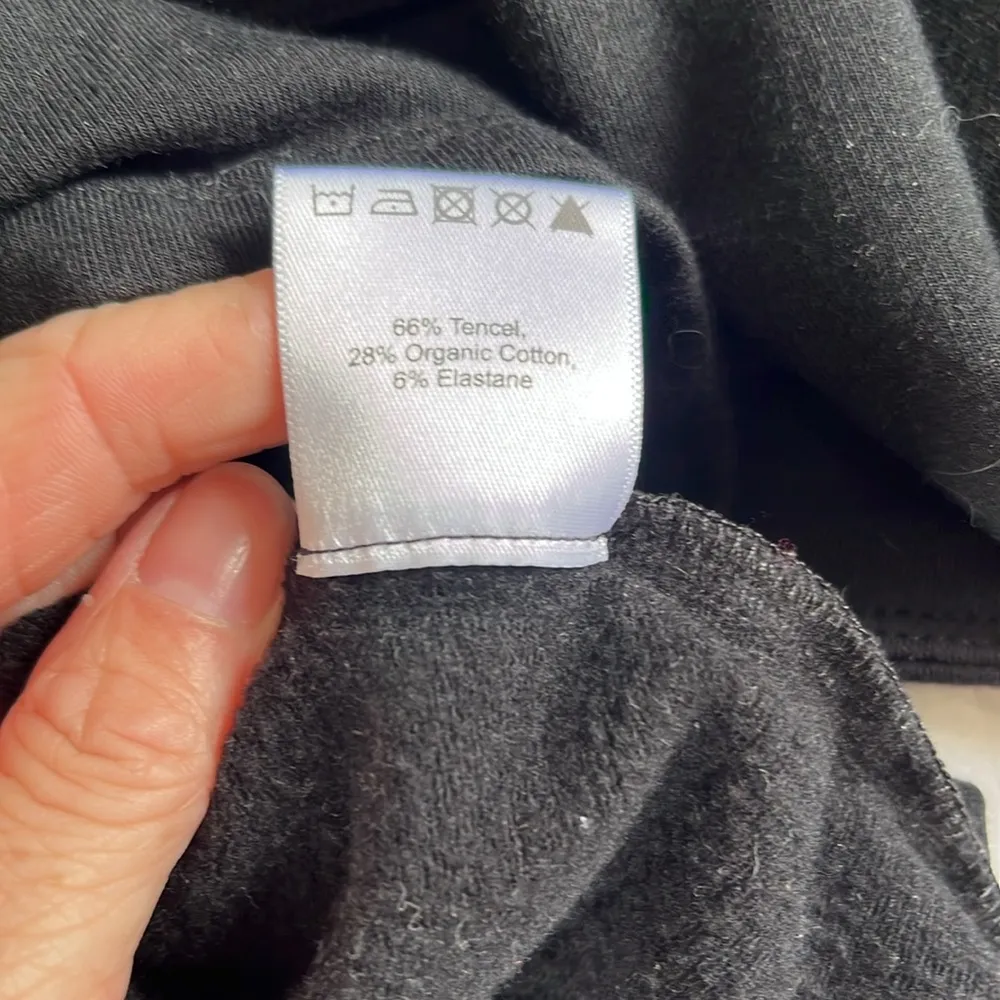 66% Tencel,
28% Organic Cotton,
6% Elastane